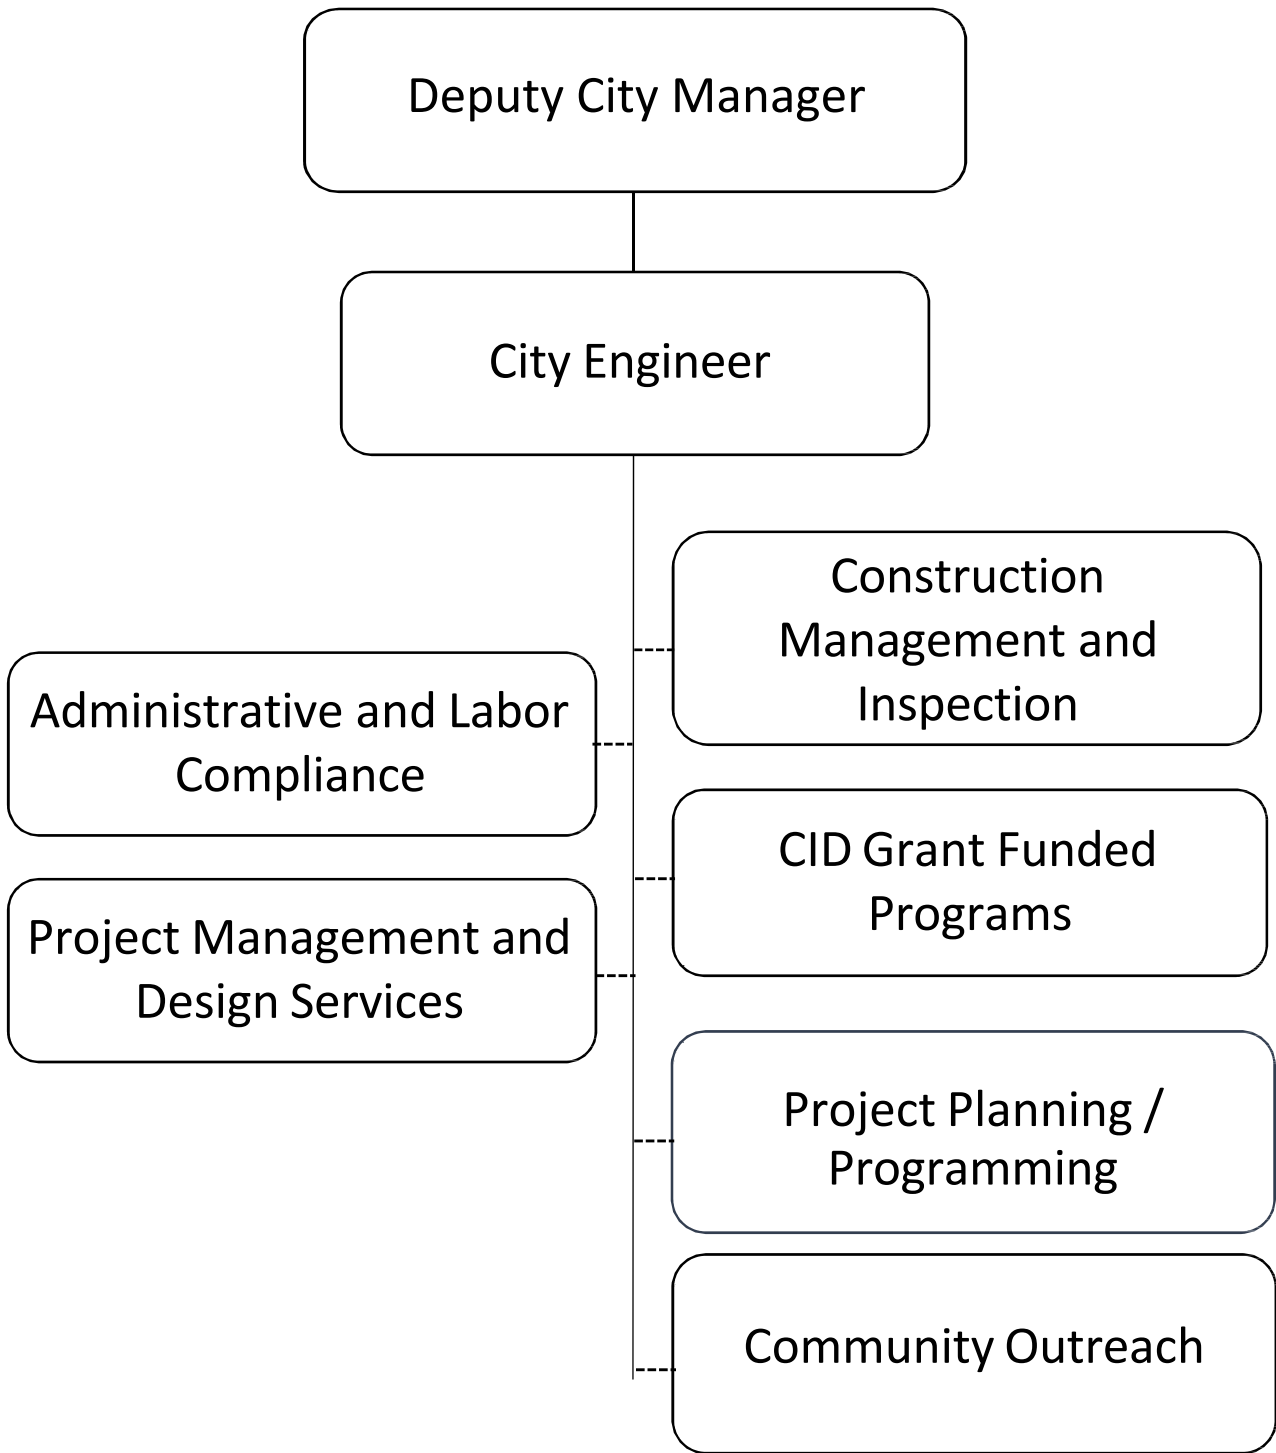 Deputy City Manager
City Engineer
Construction
Management and
Inspection
Administrative and Labor
Compliance
CID Grant Funded
Programs
Project Management and
Design Services
Project Planning /
Programming
Community Outreach